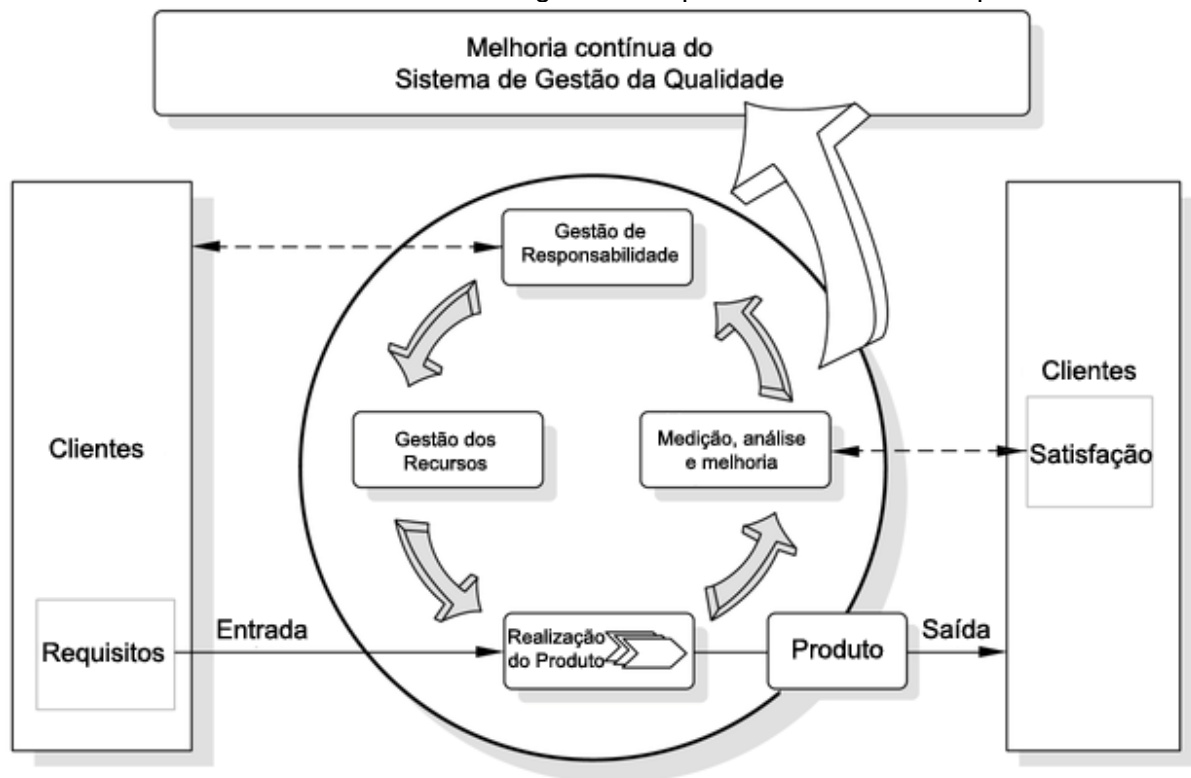 Melhoria contínua do
Sistema de Gestão da Qualidade
Gestão de
Responsabilidade
Clientes
Gestão dos
Recursos
Medição, análise
e melhoria
Clientes
Satisfação
Requisitos
Entrada
Realização
do Produto
Produto
Saída